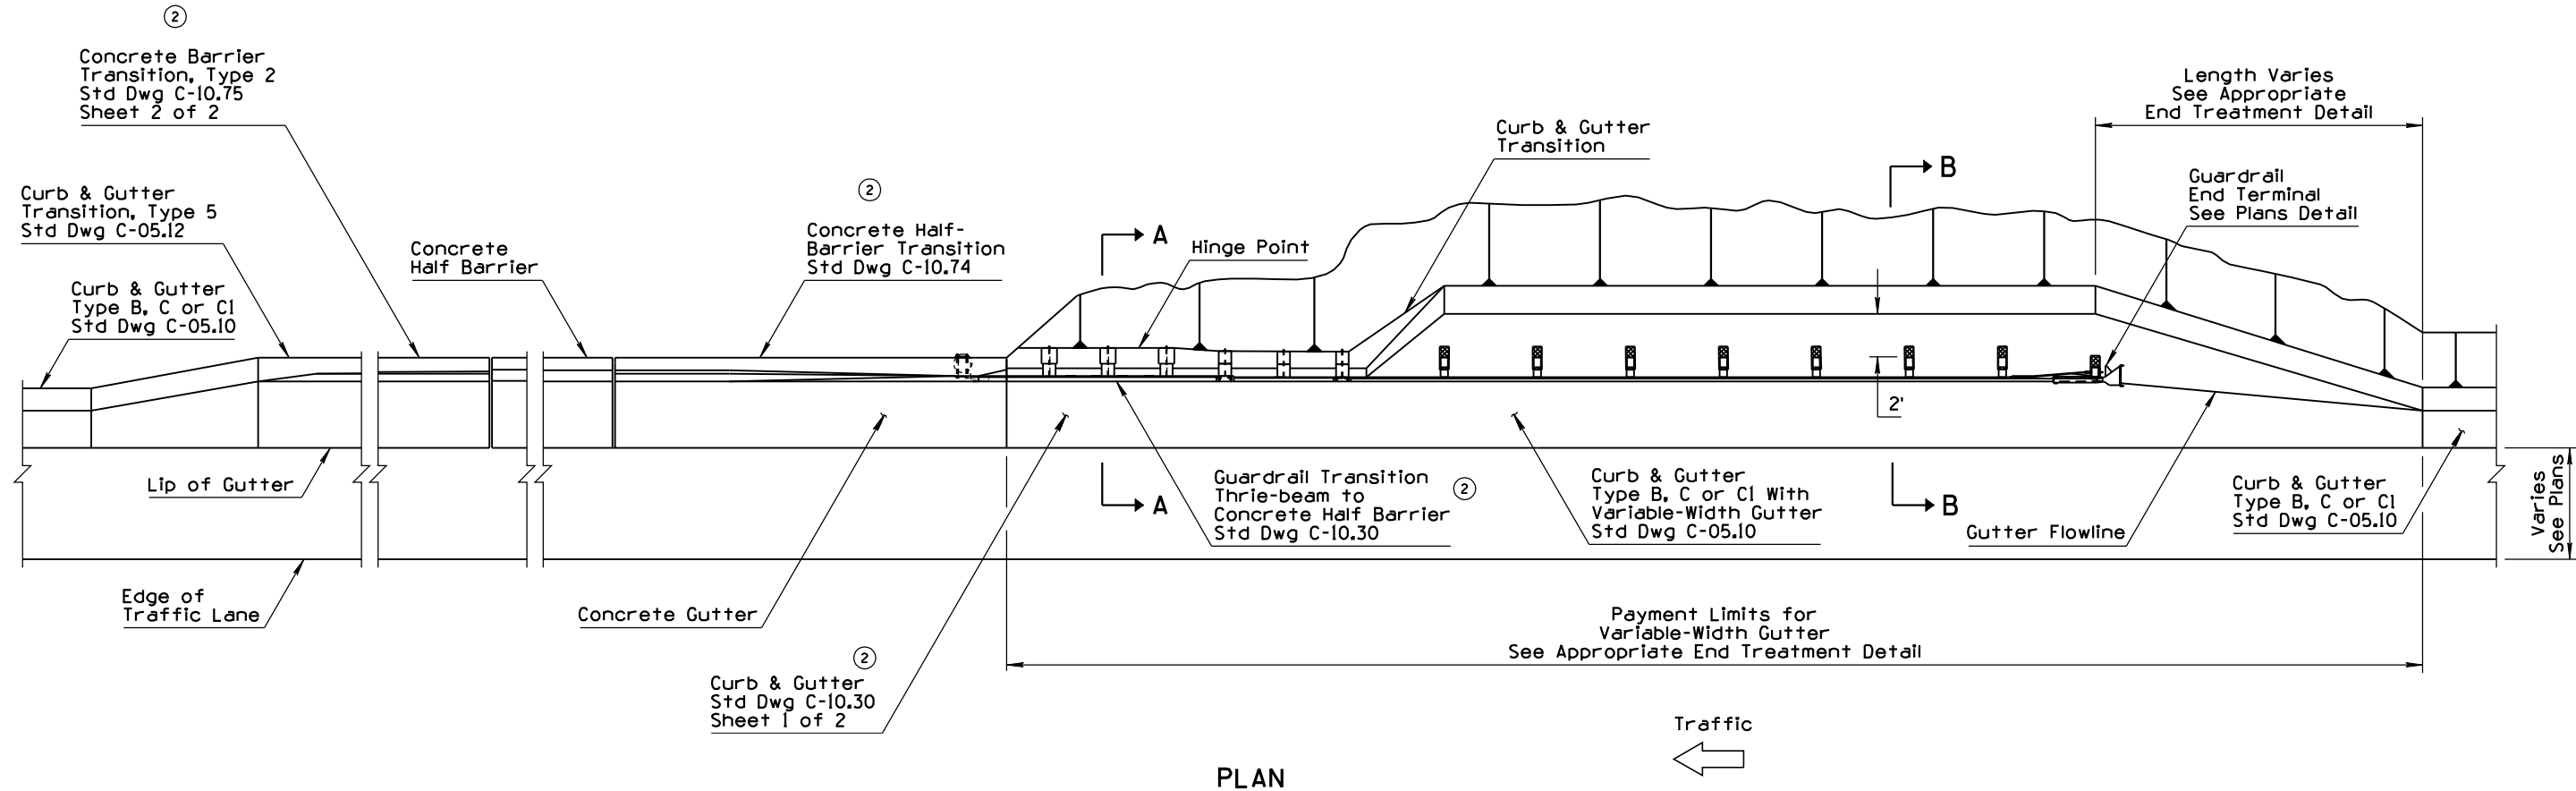 2
Concrete Barrier
Transition, Type 2
Std Dwg C-10.75
Sheet 2 of 2
Length Varies
See Appropriate
End Treatment Detail
Curb & Gutter
Transition
B
Guardrail
End Terminal
See Plans Detail
Curb & Gutter
Transition, Type 5
Std Dwg C-05.12
2
Concrete Half-
Barrier Transition
Std Dwg C-10.74
Concrete
Half Barrier
A
Hinge Point
Curb & Gutter
Type B, C or C1
Std Dwg C-05.10
2'
Lip of Gutter
A
Guardrail Transition
Thrie-beam to
Concrete Half Barrier
Std Dwg C-10.30
2
Curb & Gutter
Type B, C or C1 With
Variable-Width Gutter
Std Dwg C-05.10
B
Gutter Flowline
Curb & Gutter
Type B, C or C1
Std Dwg C-05.10
Varies
See Plans
Edge of
Traffic Lane
Concrete Gutter
Payment Limits for
Variable-Width Gutter
See Appropriate End Treatment Detail
2
Curb & Gutter
Std Dwg C-10.30
Sheet 1 of 2
Traffic
PLAN